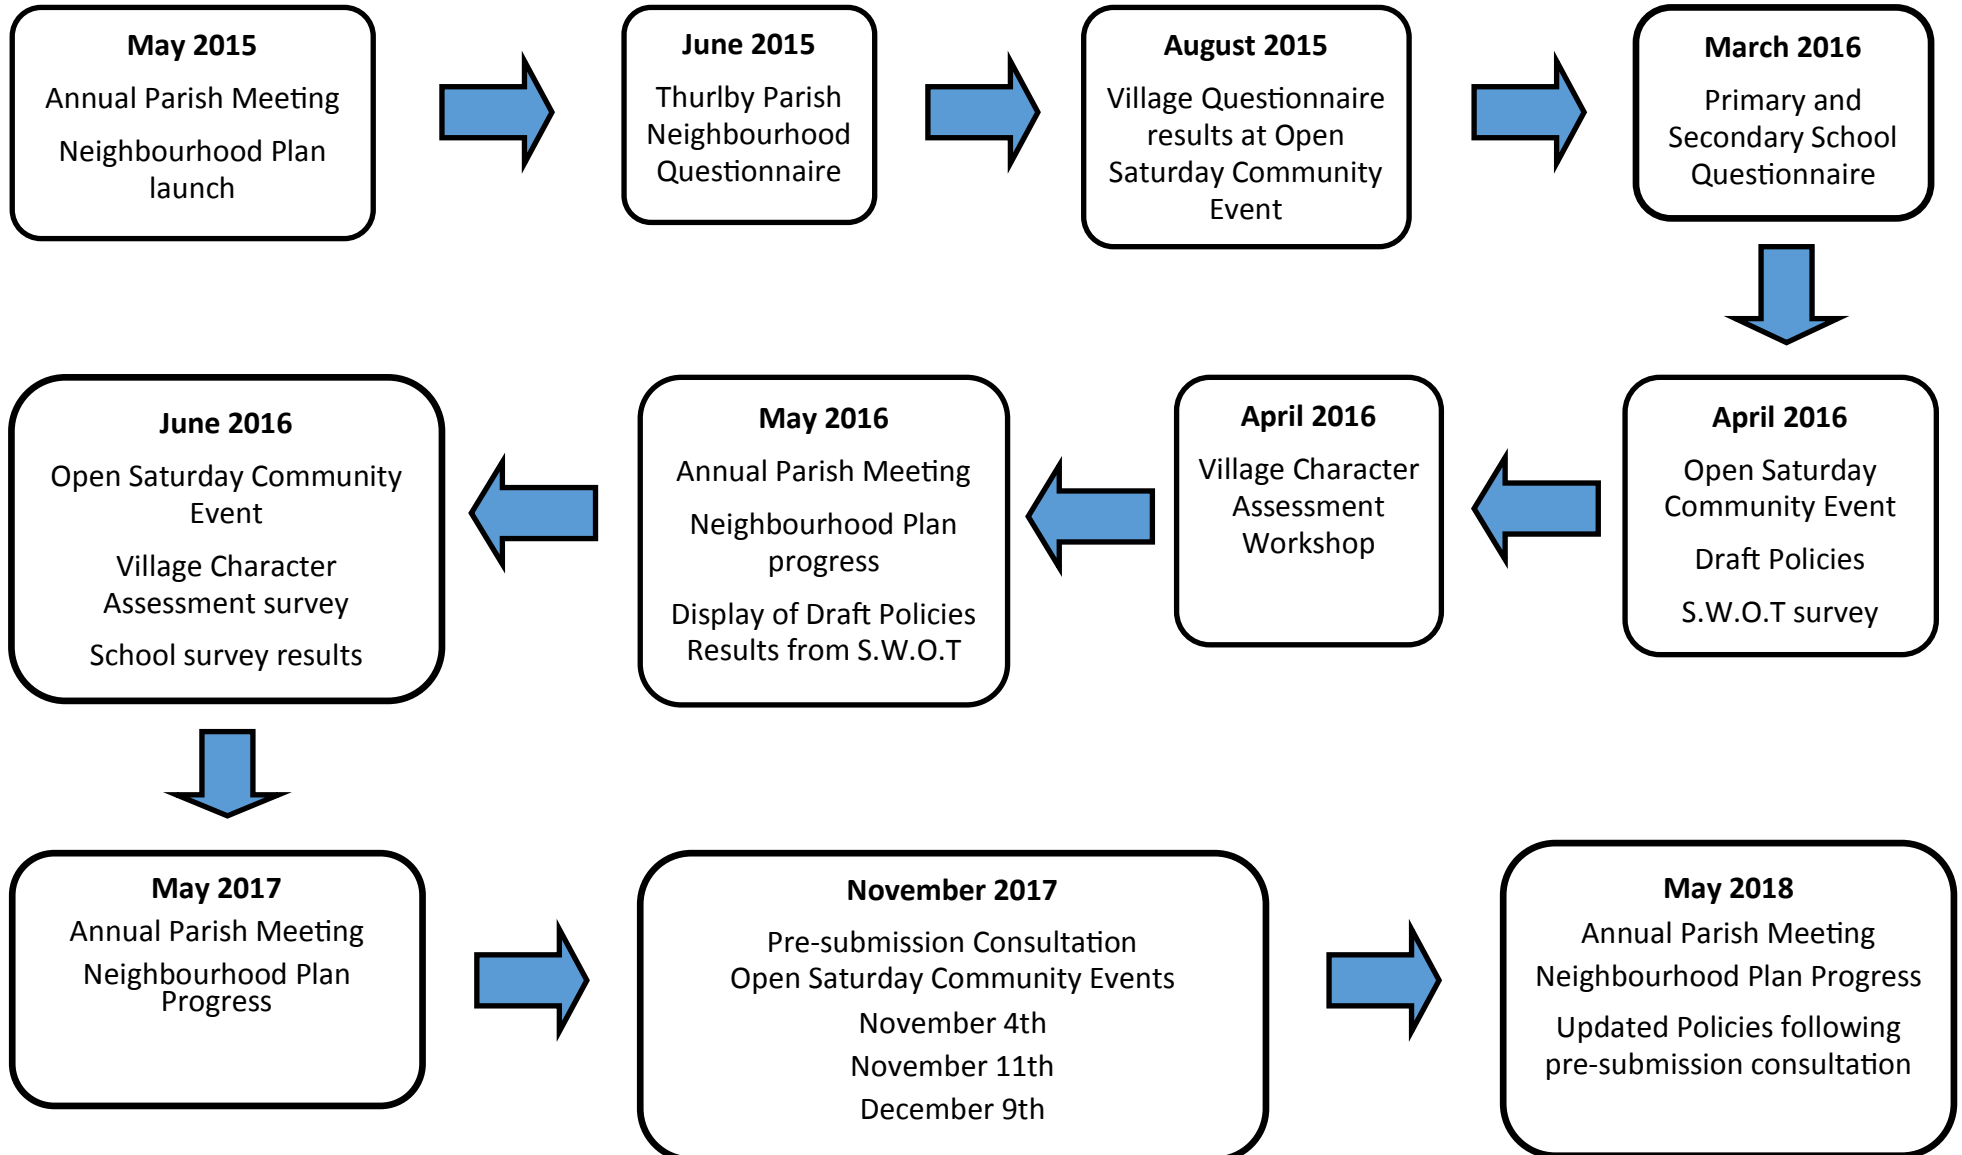 May 2015
Annual Parish Meeting
Neighbourhood Plan
launch
June 2015
Thurlby Parish
Neighbourhood
Questionnaire
August 2015
Village Questionnaire
results at Open
Saturday Community
Event
March 2016
Primary and
Secondary School
Questionnaire
April 2016
Open Saturday
Community Event
Draft Policies
S.W.O.T survey
April 2016
Village Character
Assessment
Workshop
May 2016
Annual Parish Meeting
Neighbourhood Plan
progress
Display of Draft Policies
Results from S.W.O.T
June 2016
Open Saturday Community
Event
Village Character
Assessment survey
School survey results
May 2017
Annual Parish Meeting
Neighbourhood Plan
Progress
November 2017
Pre-submission Consultation
Open Saturday Community Events
November 4th
November 11th
December 9th
May 2018
Annual Parish Meeting
Neighbourhood Plan Progress
Updated Policies following
pre-submission consultation